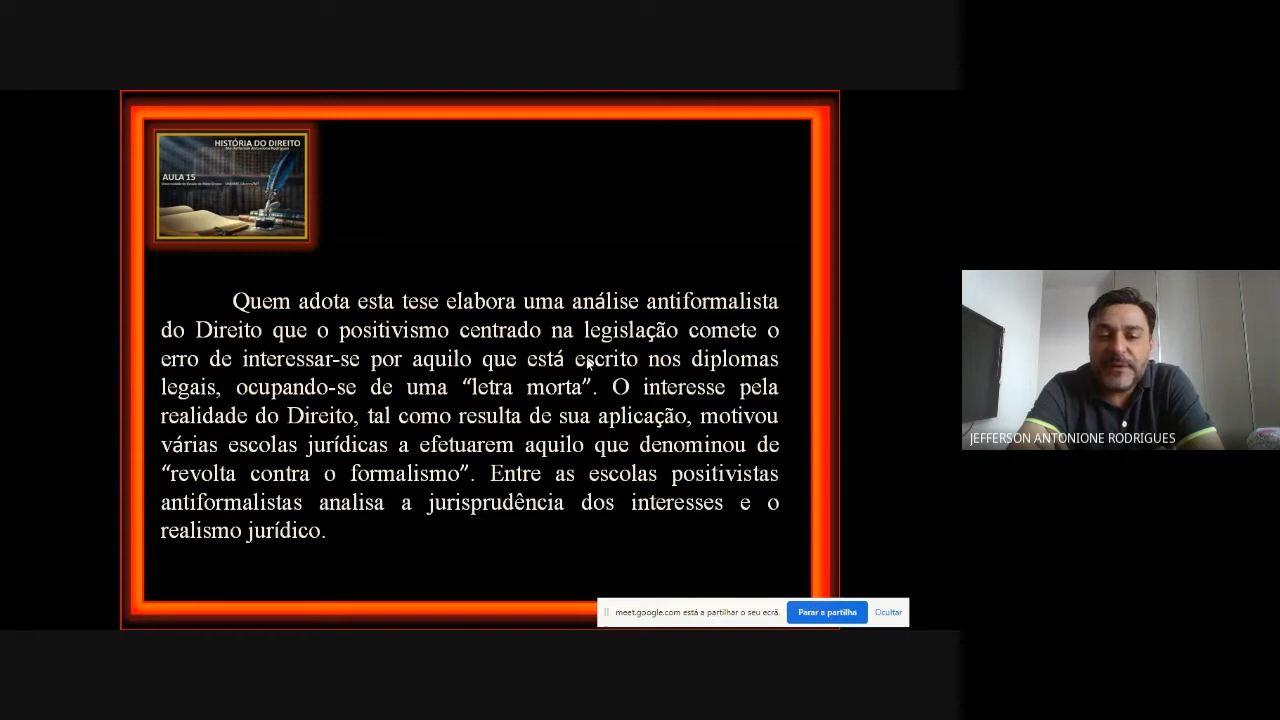 HISTÓRIA DO DIREITO
AULA 15
Quem adota esta tese elabora uma análise antiformalista
do Direito que o positivismo centrado na legislação comete o
erro de interessar-se por aquilo que está escrito nos diplomas
legais, ocupando-se de uma “letra morta”. O interesse pela
realidade do Direito, tal como resulta de sua aplicação, motivou
várias escolas jurídicas a efetuarem aquilo que denominou de
“revolta contra o formalismo”. Entre as escolas positivistas
antiformalistas analisa a jurisprudência dos interesses e o
realismo jurídico.
meet.google.com está a partilhar o seu ecrã.
Parar a partilha
Ocultar
JEFFERSON ANTONIONE RODRIGUES